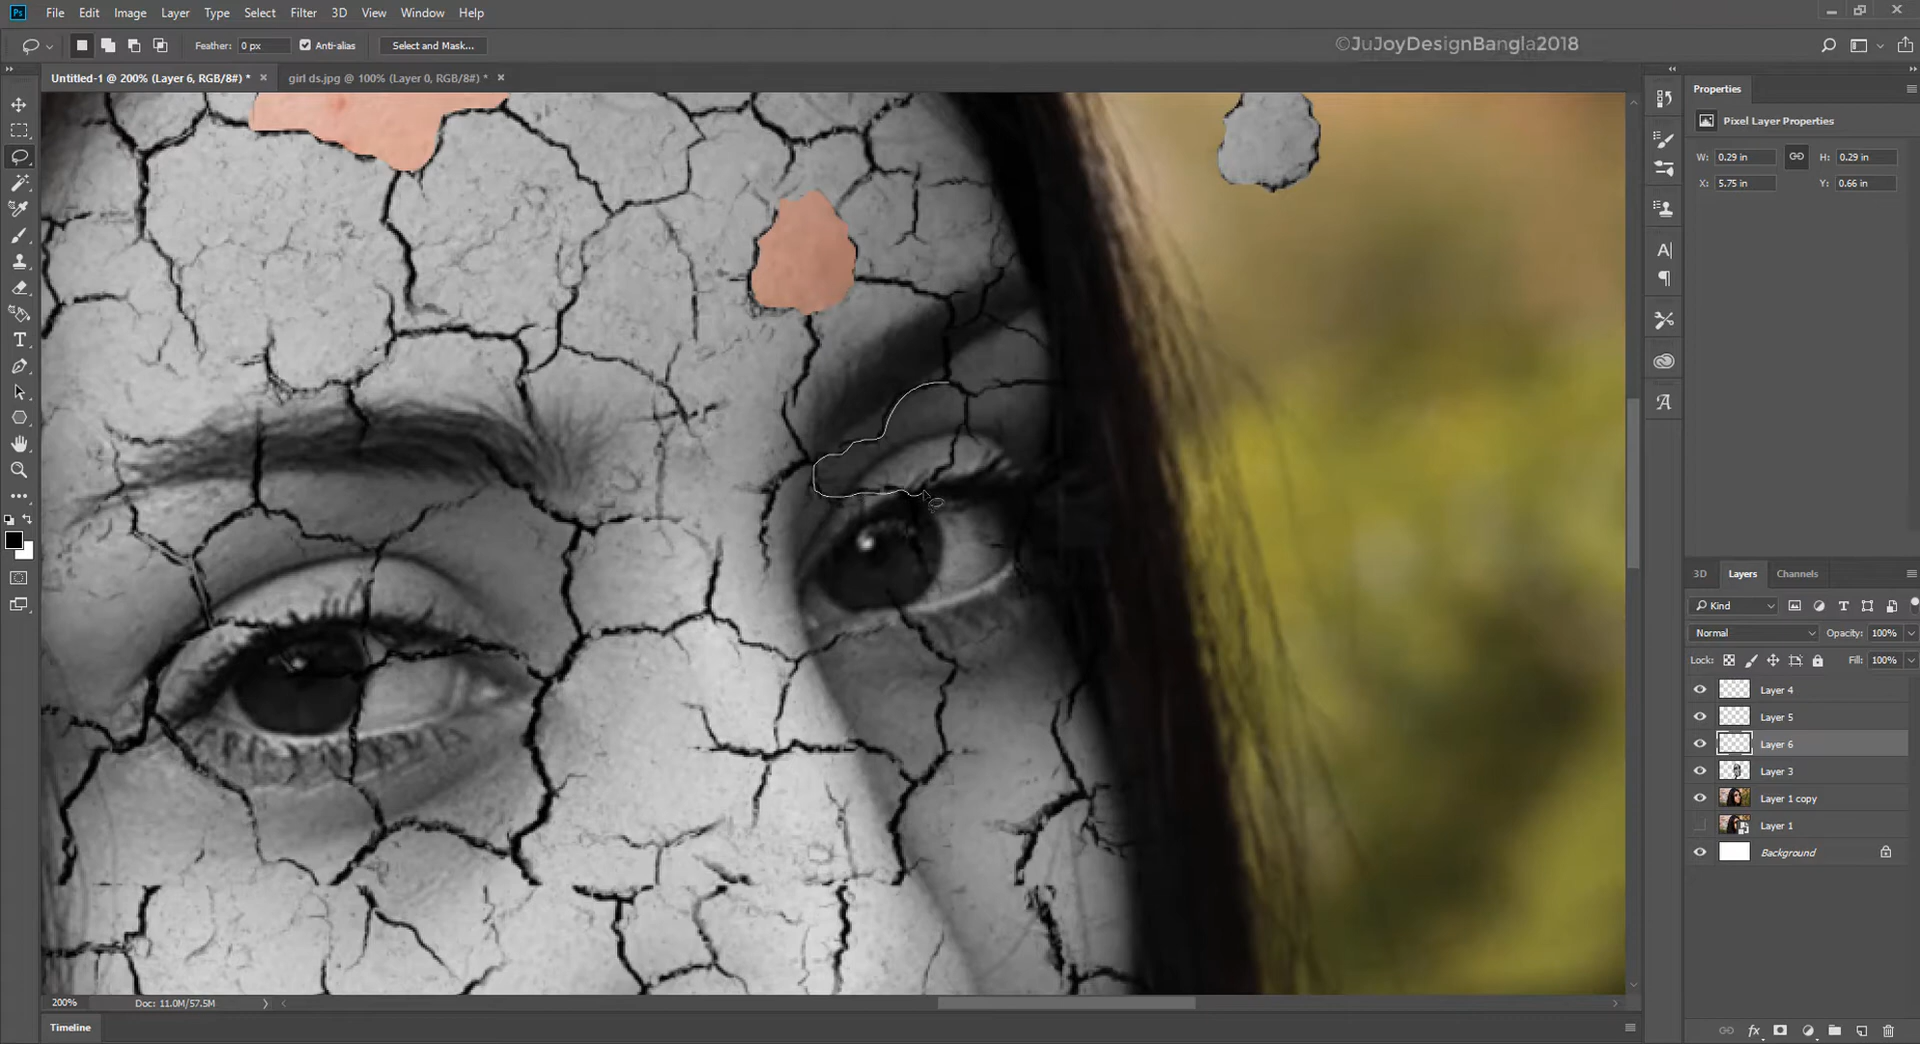 Ps File Edit Image Layer Type Select Filter 3D View Window Help
Feather: 0 px Anti-alias Select and Mask... ©JuJoyDesignBangla2018
Untitled-1 @ 200% (Layer 6, RGB/8#) * girl ds.jpg @ 100% (Layer 0, RGB/8#) *
Properties
Pixel Layer Properties
W: 0.29 in H: 0.29 in
X: 5.75 in Y: 0.66 in
3D Layers Channels
Kind
Normal Opacity: 100%
Lock: Fill: 100%
Layer 4
Layer 5
Layer 6
Layer 3
Layer 1 copy
Layer 1
Background
200% Doc: 11.0M/57.5M
Timeline